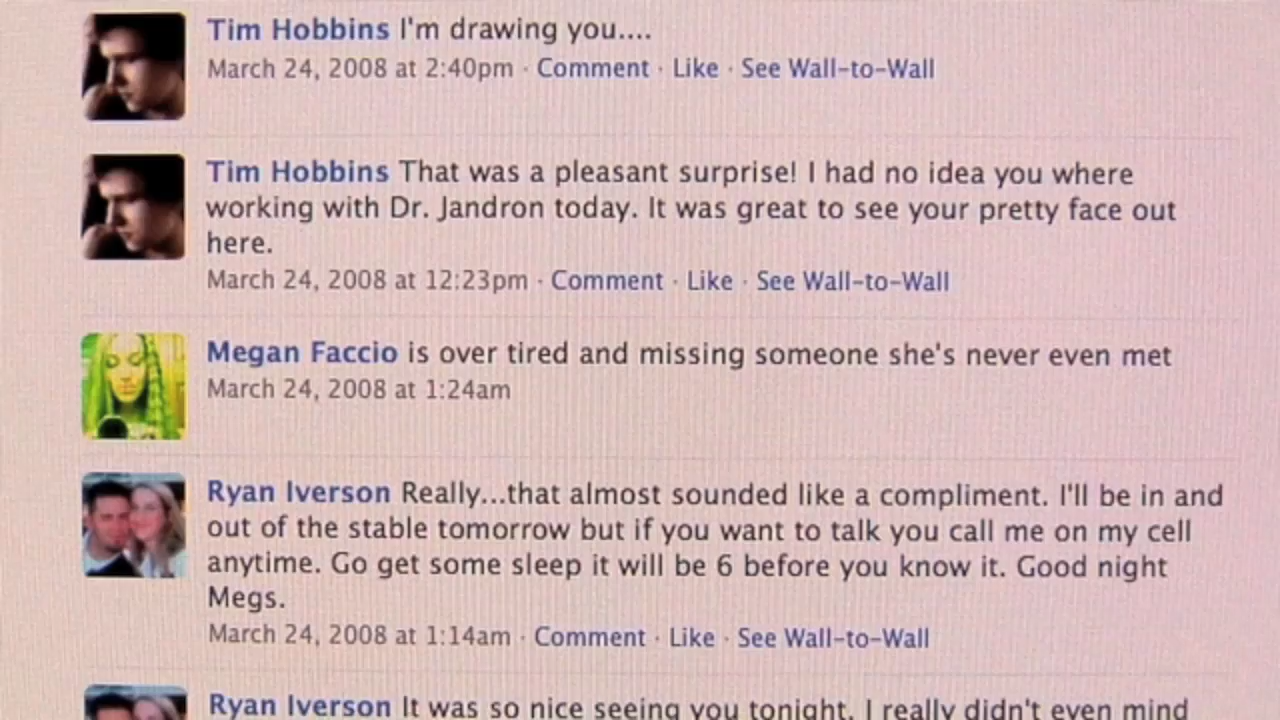 Tim Hobbins I'm drawing you....
March 24, 2008 at 2:40pm · Comment · Like · See Wall-to-Wall
Tim Hobbins That was a pleasant surprise! I had no idea you where
working with Dr. Jandron today. It was great to see your pretty face out
here.
March 24, 2008 at 12:23pm · Comment · Like · See Wall-to-Wall
Megan Faccio is over tired and missing someone she's never even met
March 24, 2008 at 1:24am
Ryan Iverson Really...that almost sounded like a compliment. I'll be in and
out of the stable tomorrow but if you want to talk you call me on my cell
anytime. Go get some sleep it will be 6 before you know it. Good night
Megs.
March 24, 2008 at 1:14am · Comment · Like · See Wall-to-Wall
Ryan Iverson It was so nice seeing you tonight. I really didn't even mind